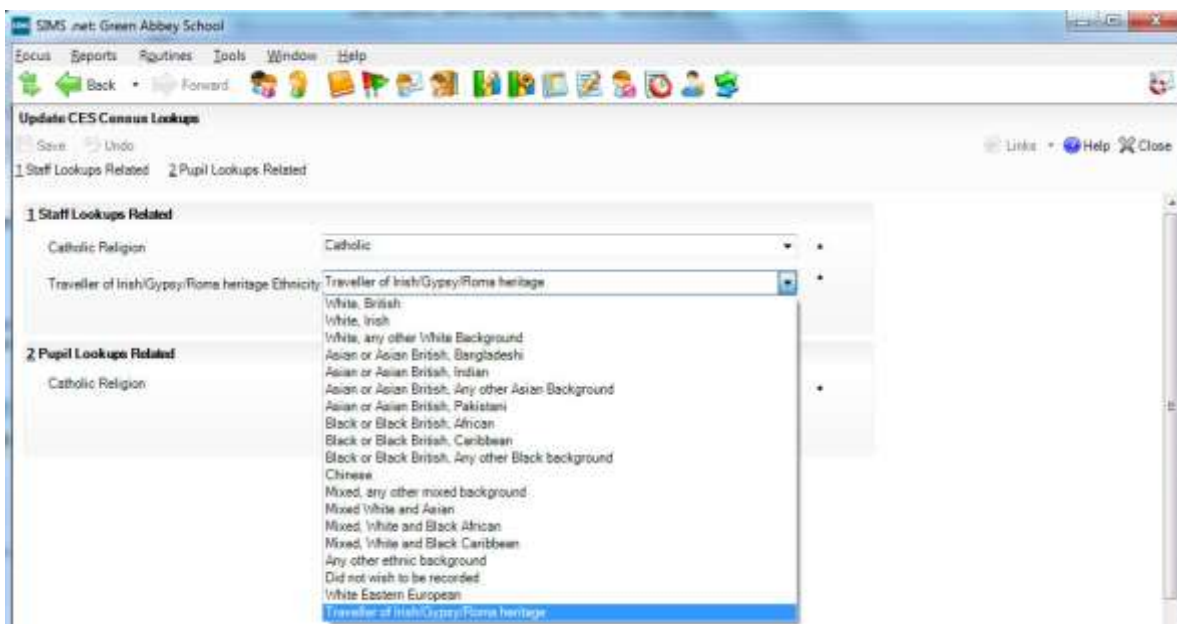 SIMS .net: Green Abbey School
Focus Reports Routines Tools Window Help
Back Forward
Update CES Census Lookups
Save Undo Links Help Close
1 Staff Lookups Related 2 Pupil Lookups Related
1 Staff Lookups Related
Catholic Religion Catholic
Traveller of Irish/Gypsy/Roma heritage Ethnicity Traveller of Irish/Gypsy/Roma heritage
White, British
White, Irish
White, any other White Background
2 Pupil Lookups Related
Asian or Asian British, Bangladeshi
Asian or Asian British, Indian
Catholic Religion
Asian or Asian British, Any other Asian Background
Asian or Asian British, Pakistani
Black or Black British, African
Black or Black British, Caribbean
Black or Black British, Any other Black background
Chinese
Mixed, any other mixed background
Mixed White and Asian
Mixed, White and Black African
Mixed, White and Black Caribbean
Any other ethnic background
Did not wish to be recorded
White Eastern European
Traveller of Irish/Gypsy/Roma heritage